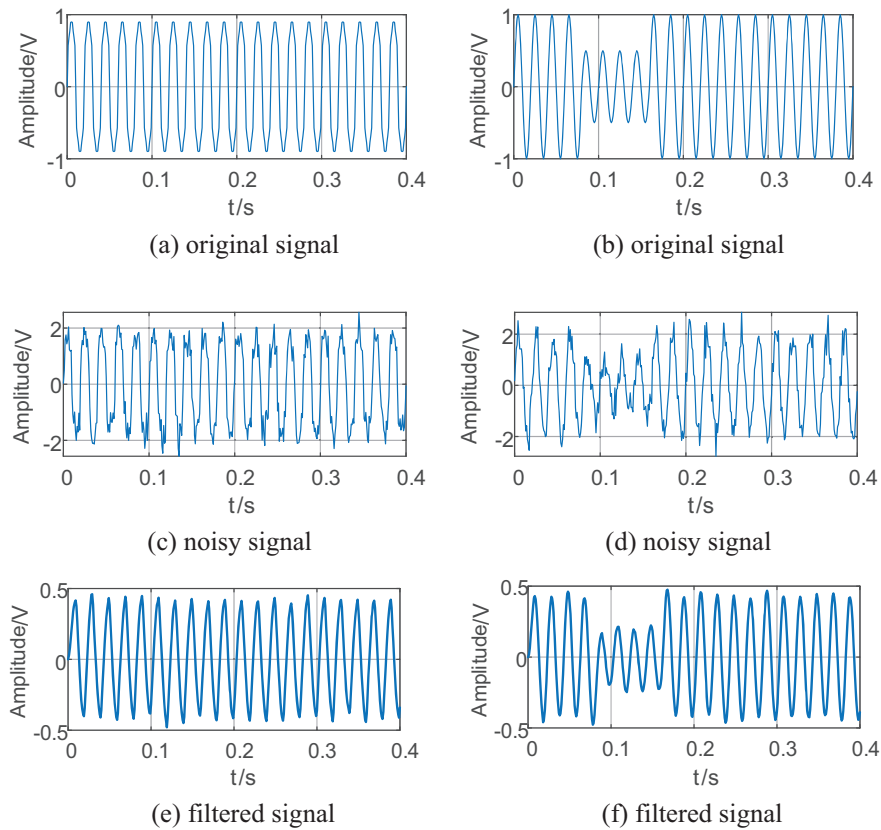 Amplitude/V
1
0
-1
0 0.1 0.2 0.3 0.4
t/s
(a) original signal
Amplitude/V
1
0
-1
0 0.1 0.2 0.3 0.4
t/s
(b) original signal
Amplitude/V
2
0
-2
0 0.1 0.2 0.3 0.4
t/s
(c) noisy signal
Amplitude/V
2
0
-2
0 0.1 0.2 0.3 0.4
t/s
(d) noisy signal
Amplitude/V
0.5
0
-0.5
0 0.1 0.2 0.3 0.4
t/s
(e) filtered signal
Amplitude/V
0.5
0
-0.5
0 0.1 0.2 0.3 0.4
t/s
(f) filtered signal